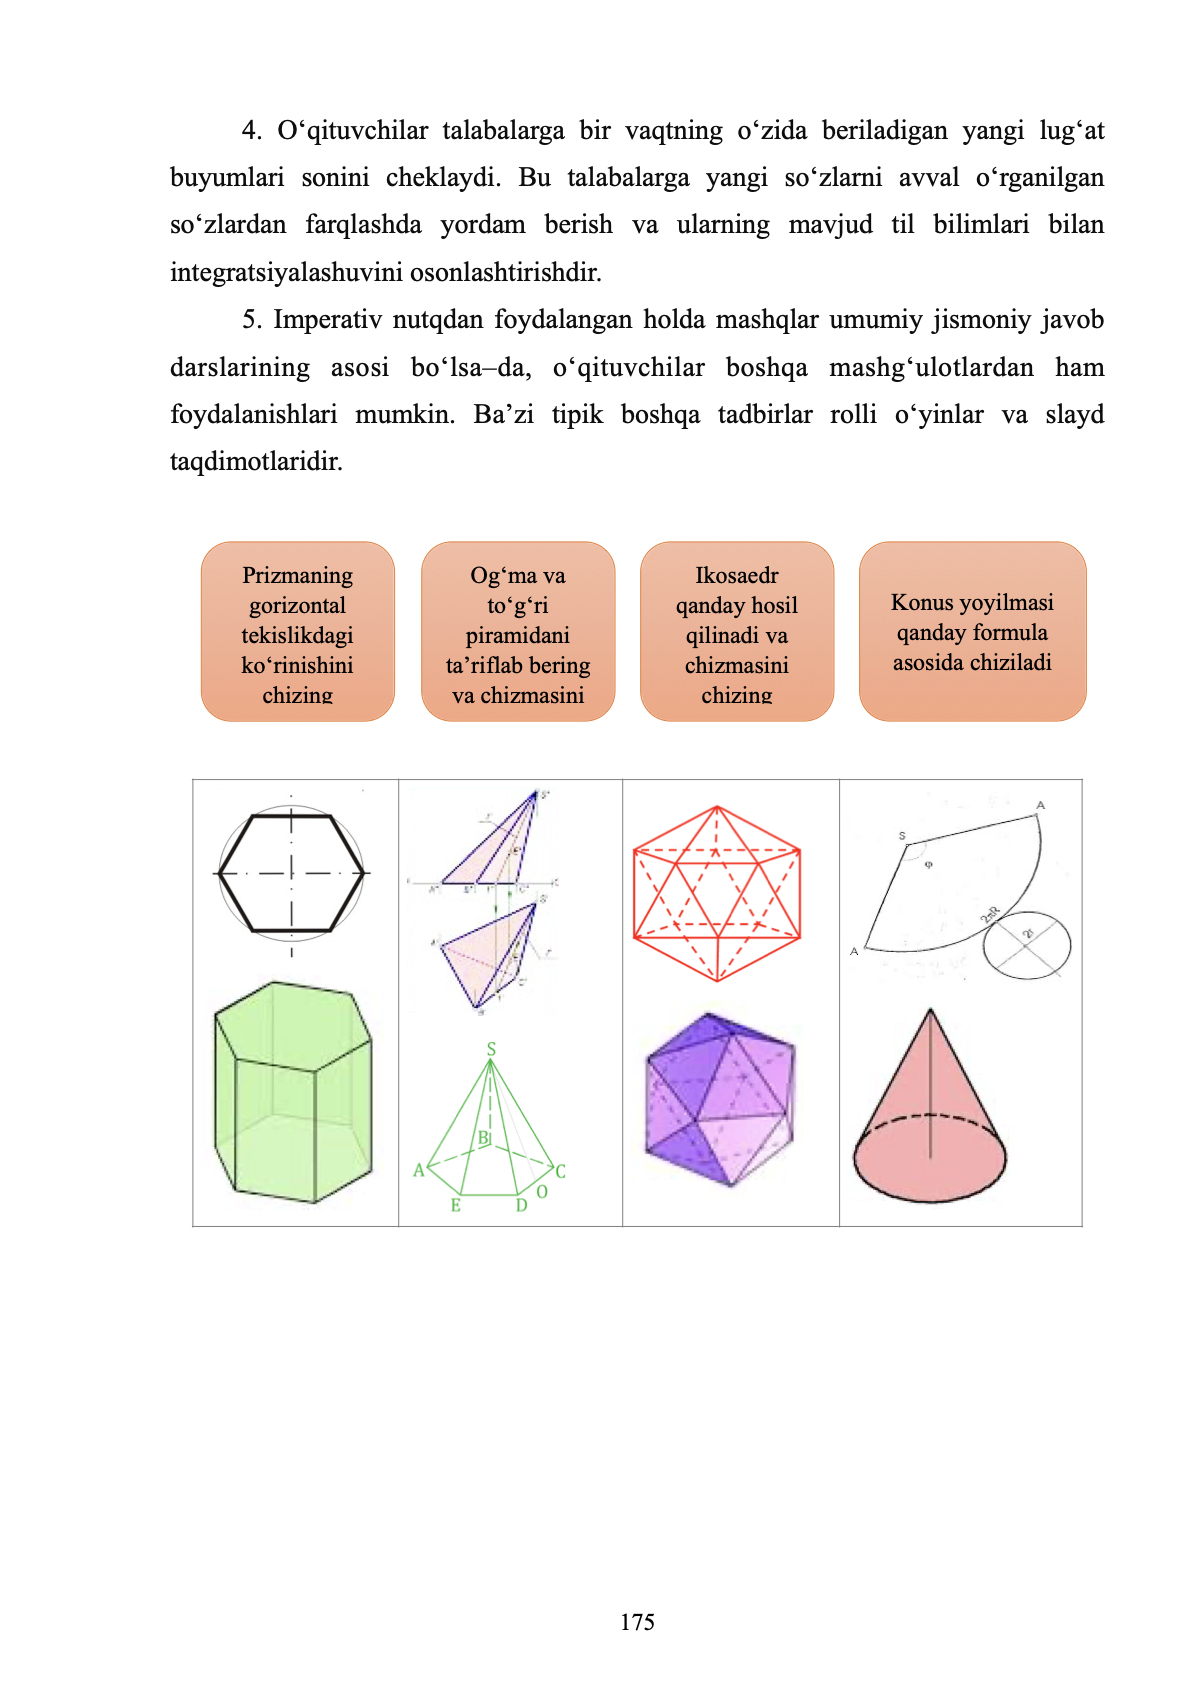 4. O‘qituvchilar talabalarga bir vaqtning o‘zida beriladigan yangi lug‘at
buyumlari sonini cheklaydi. Bu talabalarga yangi so‘zlarni avval o‘rganilgan
so‘zlardan farqlashda yordam berish va ularning mavjud til bilimlari bilan
integratsiyalashuvini osonlashtirishdir.
5. Imperativ nutqdan foydalangan holda mashqlar umumiy jismoniy javob
darslarining asosi bo‘lsa–da, o‘qituvchilar boshqa mashg‘ulotlardan ham
foydalanishlari mumkin. Ba’zi tipik boshqa tadbirlar rolli o‘yinlar va slayd
taqdimotlaridir.
Prizmaning
gorizontal
tekislikdagi
ko‘rinishini
chizing
Og‘ma va
to‘g‘ri
piramidani
ta’riflab bering
va chizmasini
Ikosaedr
qanday hosil
qilinadi va
chizmasini
chizing
Konus yoyilmasi
qanday formula
asosida chiziladi
A
S
φ
2πR
2r
A
S
B
A
C
O
E
D
175